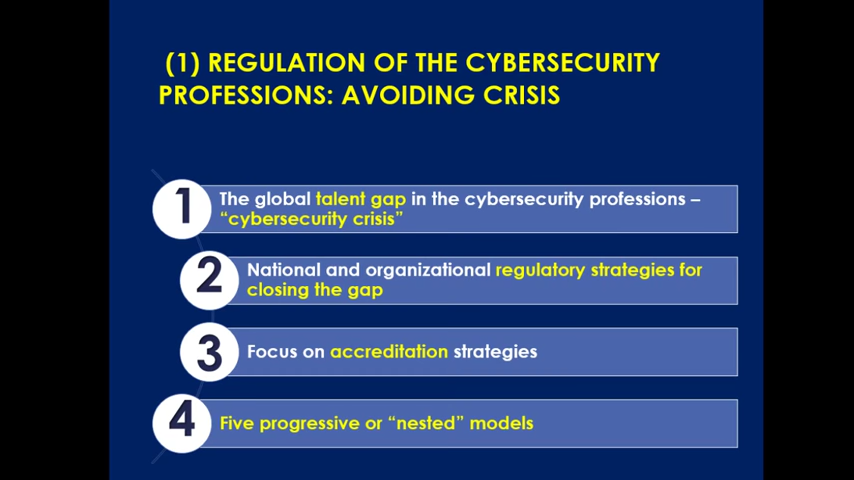 (1) REGULATION OF THE CYBERSECURITY
PROFESSIONS: AVOIDING CRISIS
1
The global talent gap in the cybersecurity professions –
“cybersecurity crisis”
2
National and organizational regulatory strategies for
closing the gap
3
Focus on accreditation strategies
4
Five progressive or “nested” models